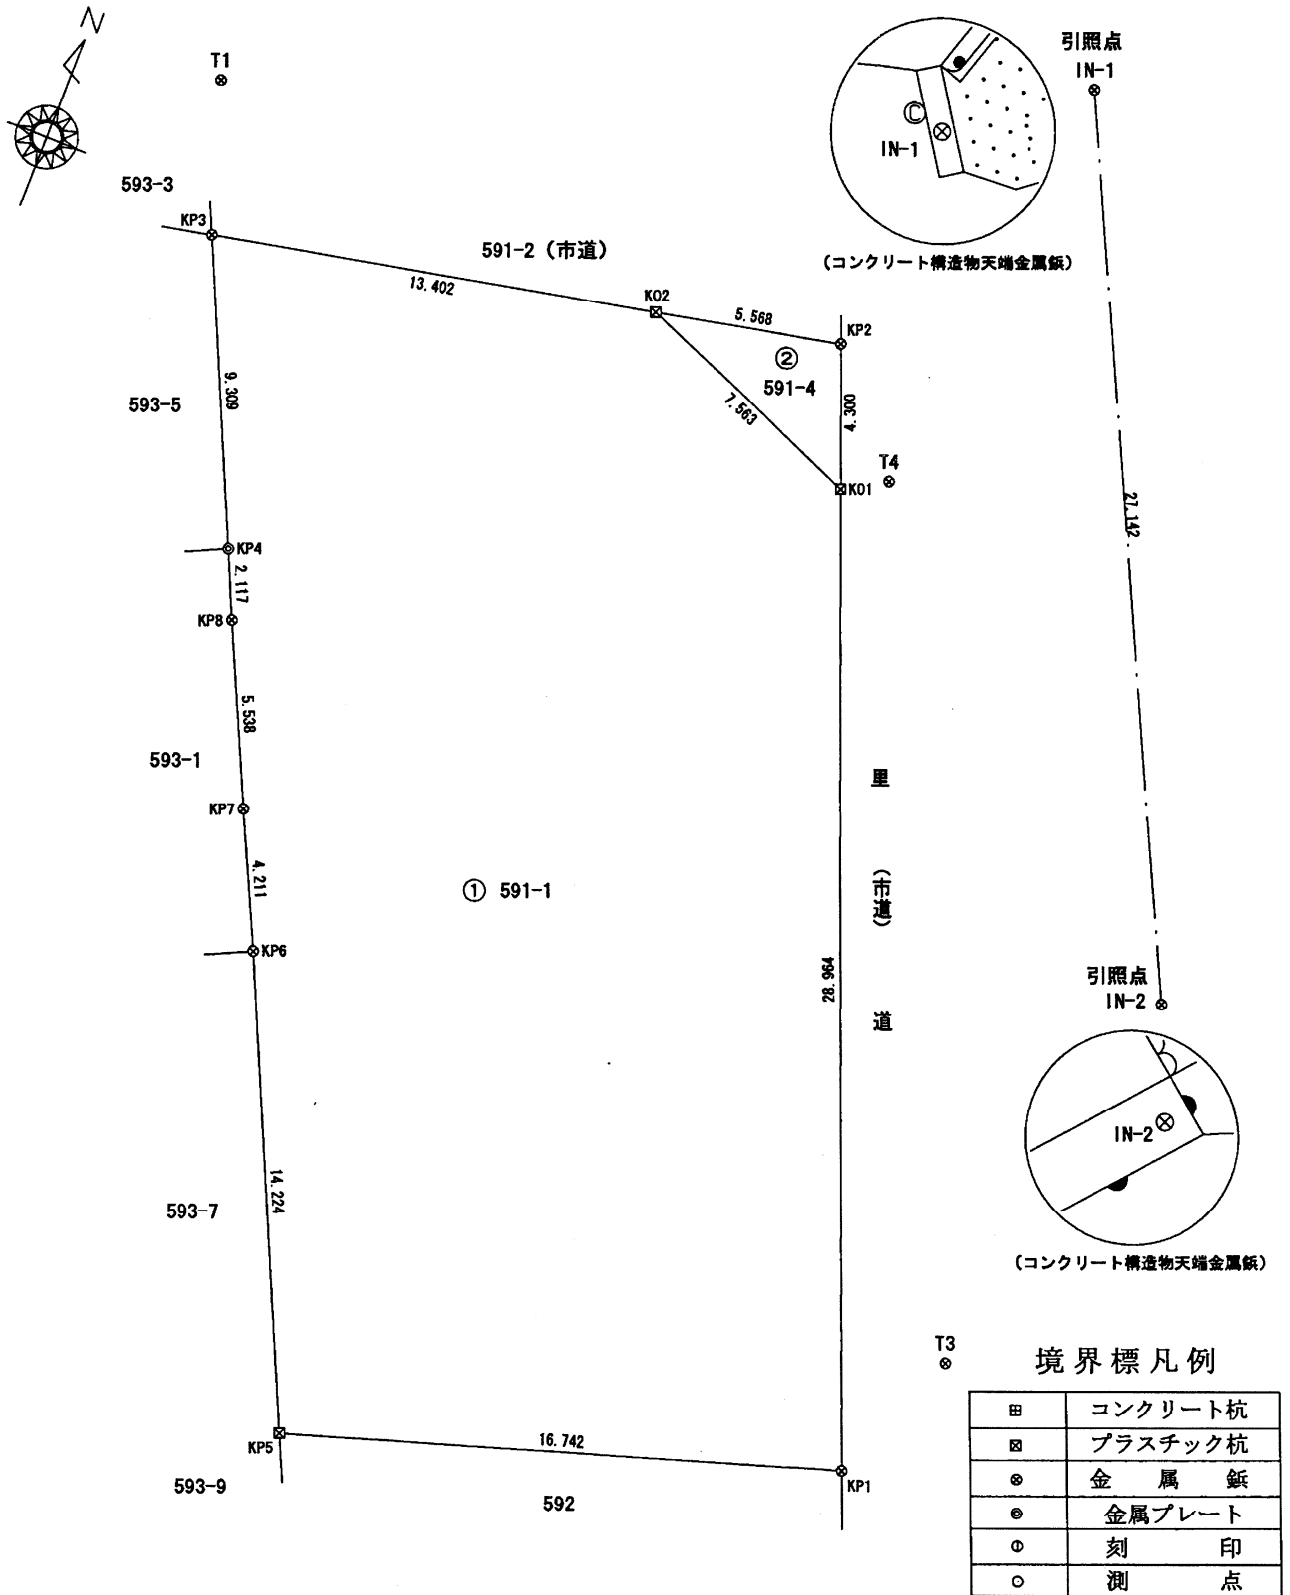 N
T1
引照点
IN-1
Ⓒ
IN-1
(コンクリート構造物天端金属鋲)
593-3
KP3
591-2 (市道)
13.402
K02
5.568
KP2
②
591-4
7.563
4.300
T4
K01
9.309
593-5
KP4
2.117
KP8
27.142
5.538
593-1
KP7
里
(市道)
道
4.211
① 591-1
KP6
28.964
引照点
IN-2
IN-2
(コンクリート構造物天端金属鋲)
14.224
593-7
T3
KP5
16.742
KP1
593-9
592
境界標凡例
コンクリート杭
プラスチック杭
金属鋲
金属プレート
刻印
測点